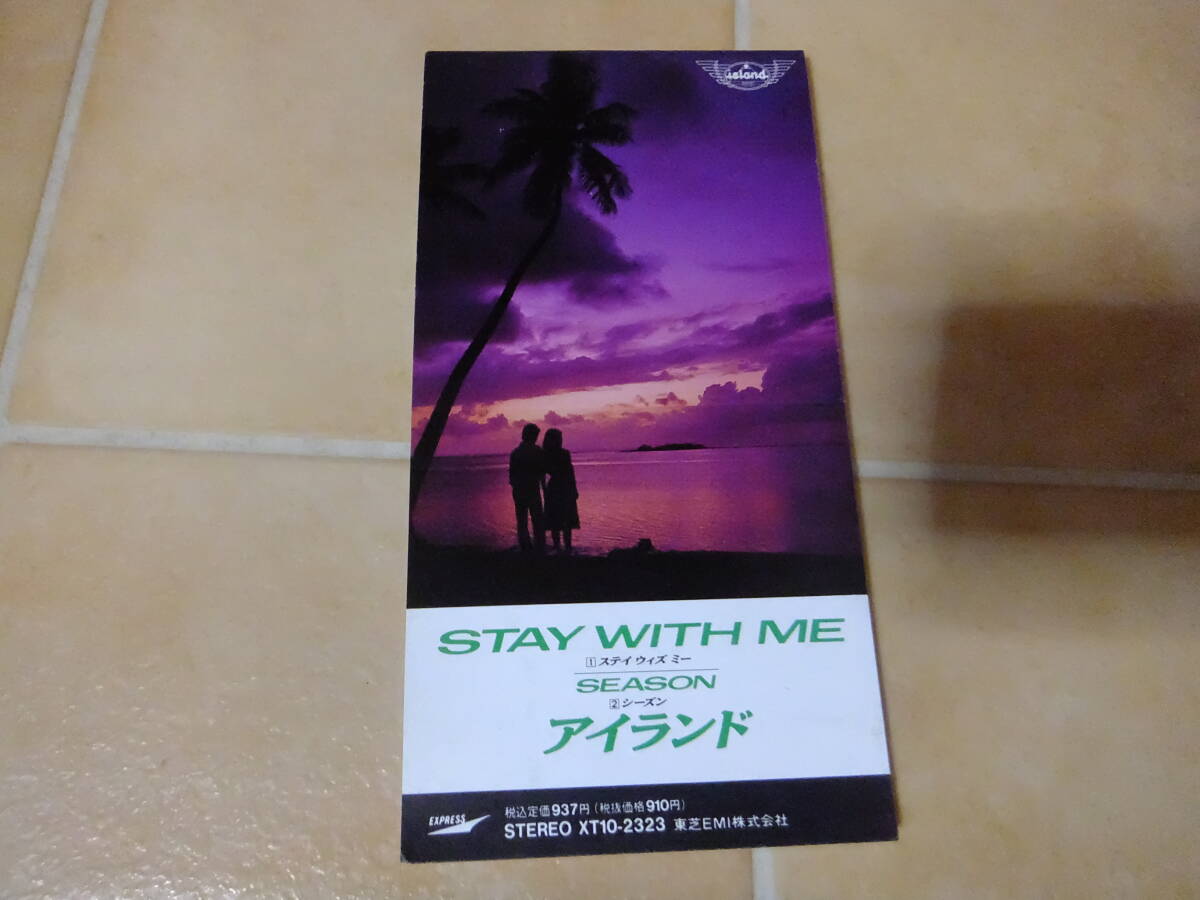 island
STAY WITH ME
1 ステイ ウィズ ミー
SEASON
2 シーズン
アイランド
EXPRESS
税込定価937円(税抜価格910円)
STEREO XT10-2323 東芝EMI株式会社